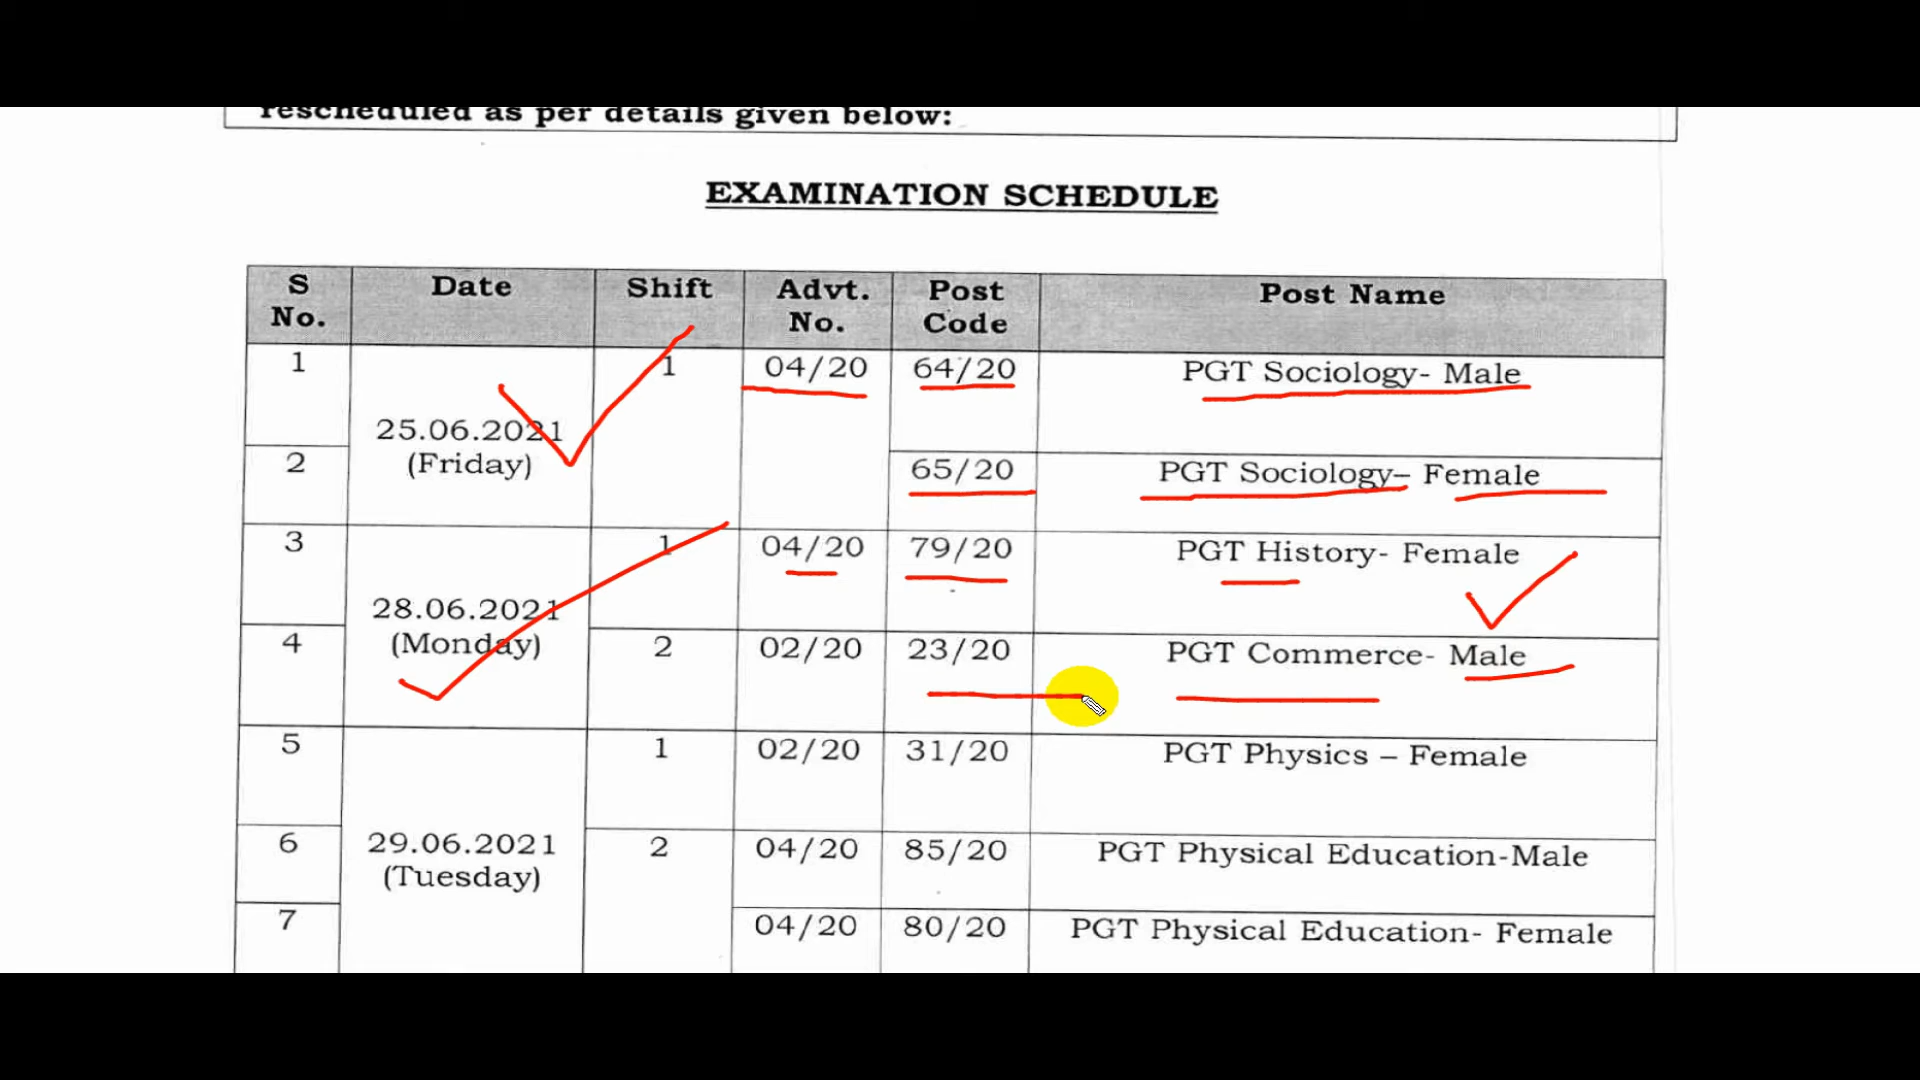 rescheduled as per details given below:
EXAMINATION SCHEDULE
S No. Date Shift Advt. No. Post Code Post Name
1 25.06.2021 (Friday) 1 04/20 64/20 PGT Sociology- Male
2 65/20 PGT Sociology– Female
3 28.06.2021 (Monday) 1 04/20 79/20 PGT History- Female
4 2 02/20 23/20 PGT Commerce- Male
5 29.06.2021 (Tuesday) 1 02/20 31/20 PGT Physics – Female
6 2 04/20 85/20 PGT Physical Education-Male
7 04/20 80/20 PGT Physical Education- Female